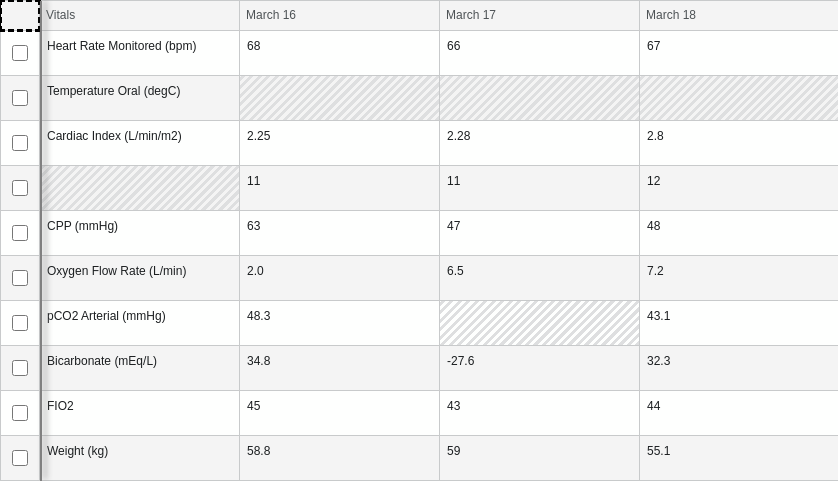 Vitals March 16 March 17 March 18
Heart Rate Monitored (bpm) 68 66 67
Temperature Oral (degC)
Cardiac Index (L/min/m2) 2.25 2.28 2.8
11 11 12
CPP (mmHg) 63 47 48
Oxygen Flow Rate (L/min) 2.0 6.5 7.2
pCO2 Arterial (mmHg) 48.3 43.1
Bicarbonate (mEq/L) 34.8 -27.6 32.3
FIO2 45 43 44
Weight (kg) 58.8 59 55.1